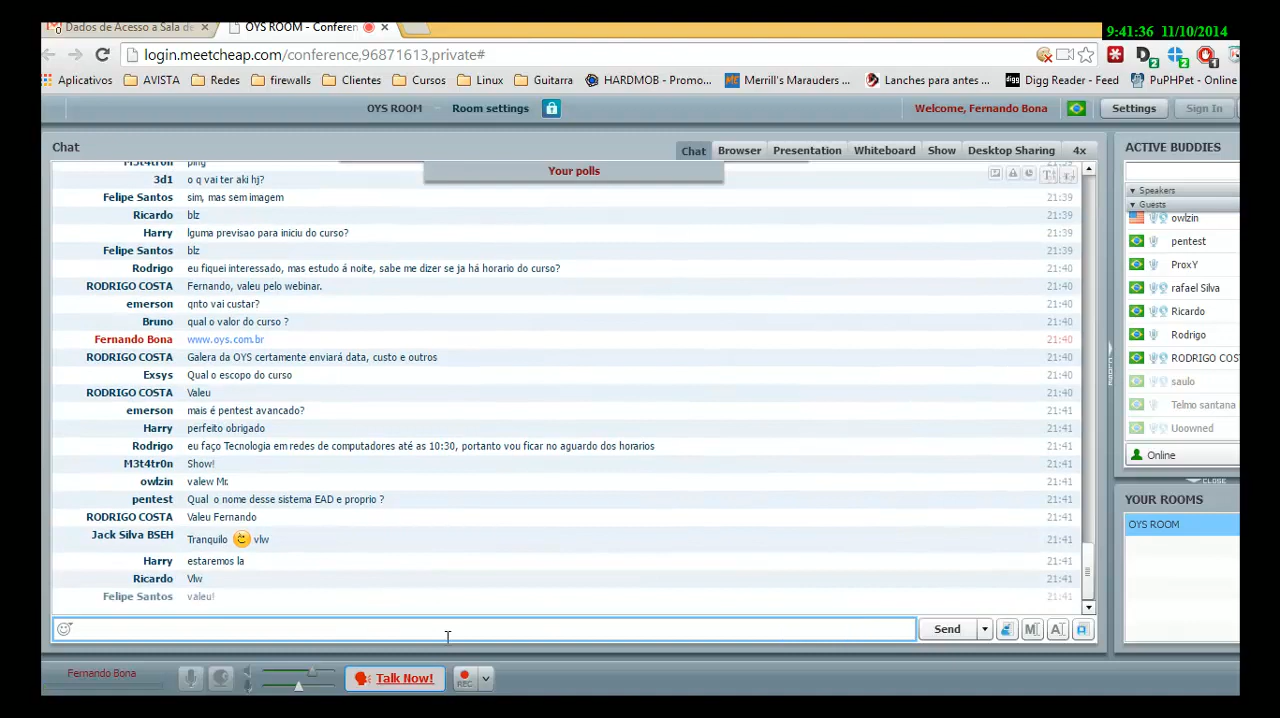 Dados de Acesso a Sala de
OYS ROOM - Conferen
9:41:36 11/10/2014
login.meetcheap.com/conference,96871613,private#
Aplicativos AVISTA Redes firewalls Clientes Cursos Linux Guitarra HARDMOB - Promo... Merrill's Marauders ... Lanches para antes ... Digg Reader - Feed PuPHPet - Online
OYS ROOM Room settings Welcome, Fernando Bona Settings Sign In
Chat
Chat Browser Presentation Whiteboard Show Desktop Sharing 4x
Your polls
M3t4tr0n ping
3d1 o q vai ter aki hj?
Felipe Santos sim, mas sem imagem 21:39
Ricardo blz 21:39
Harry lguma previsao para iniciu do curso? 21:39
Felipe Santos blz 21:39
Rodrigo eu fiquei interessado, mas estudo á noite, sabe me dizer se ja há horario do curso? 21:40
RODRIGO COSTA Fernando, valeu pelo webinar. 21:40
emerson qnto vai custar? 21:40
Bruno qual o valor do curso ? 21:40
Fernando Bona www.oys.com.br 21:40
RODRIGO COSTA Galera da OYS certamente enviará data, custo e outros 21:40
Exsys Qual o escopo do curso 21:40
RODRIGO COSTA Valeu 21:40
emerson mais é pentest avancado? 21:41
Harry perfeito obrigado 21:41
Rodrigo eu faço Tecnologia em redes de computadores até as 10:30, portanto vou ficar no aguardo dos horarios 21:41
M3t4tr0n Show! 21:41
owlzin valew Mr. 21:41
pentest Qual o nome desse sistema EAD e proprio ? 21:41
RODRIGO COSTA Valeu Fernando 21:41
Jack Silva BSEH Tranquilo vlw 21:41
Harry estaremos la 21:41
Ricardo Vlw 21:41
Felipe Santos valeu! 21:41
Send
Fernando Bona
Talk Now!
REC
ACTIVE BUDDIES
Speakers
Guests
owlzin
pentest
ProxY
rafael Silva
Ricardo
Rodrigo
RODRIGO COS
saulo
Telmo santana
Uoowned
Online
CLOSE
YOUR ROOMS
OYS ROOM